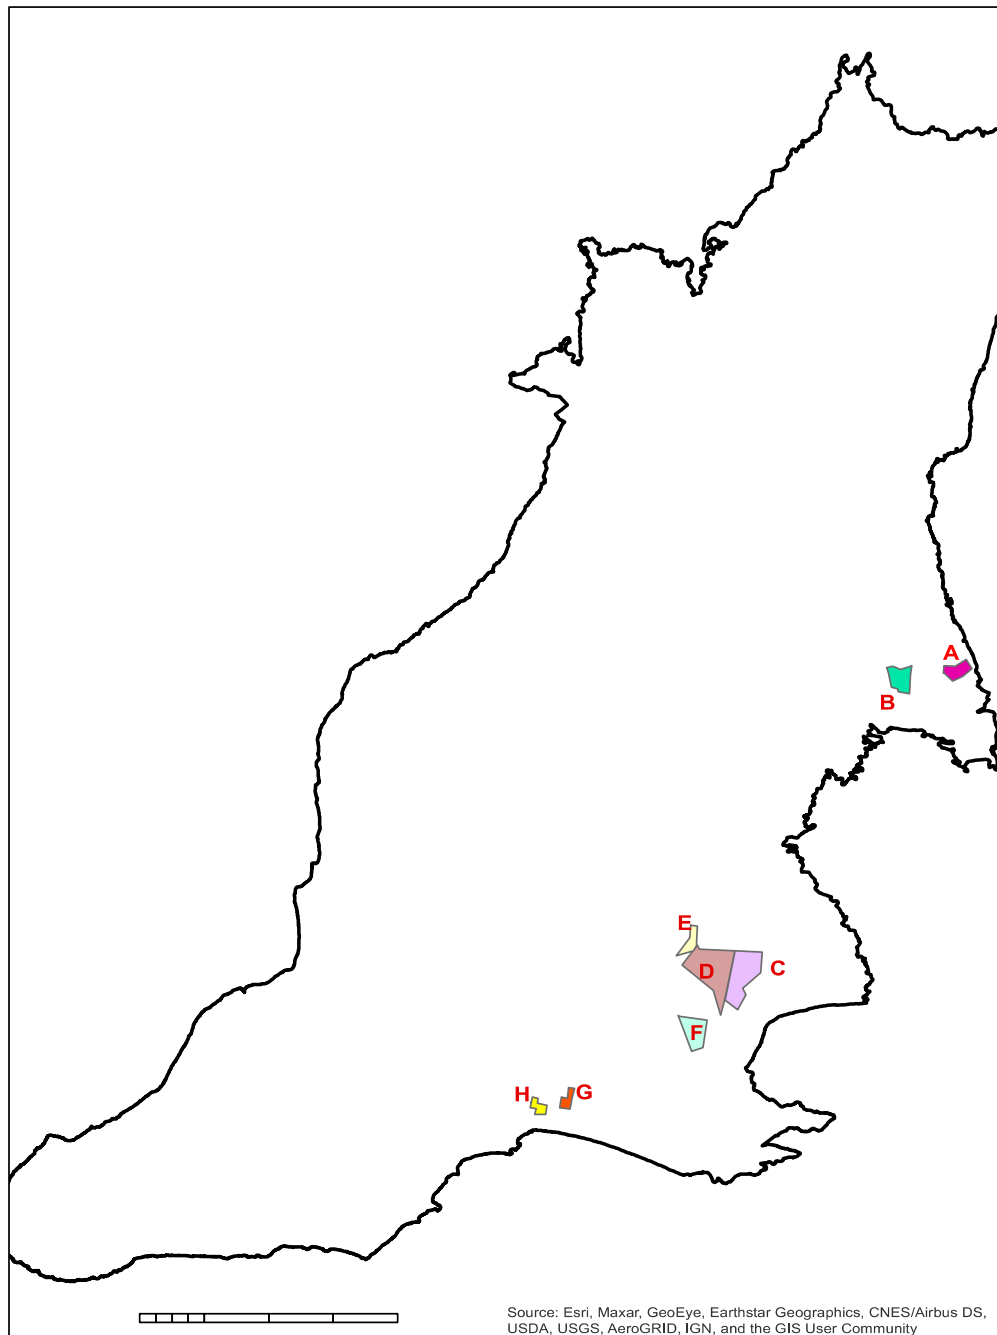 A
B
E
D
C
F
H
G
Source: Esri, Maxar, GeoEye, Earthstar Geographics, CNES/Airbus DS,
USDA, USGS, AeroGRID, IGN, and the GIS User Community